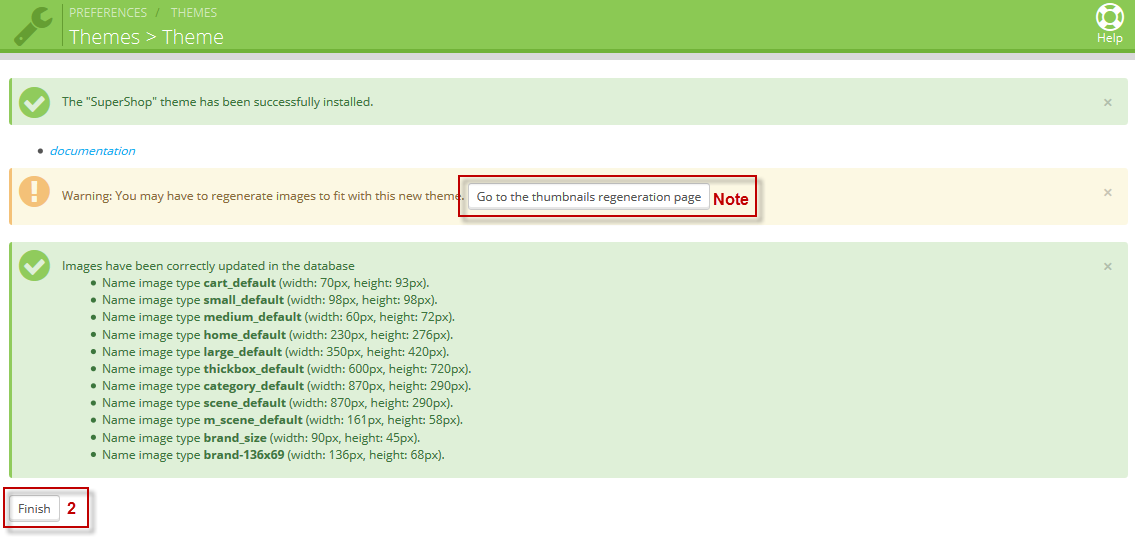 PREFERENCES / THEMES
Themes > Theme
Help
The "SuperShop" theme has been successfully installed.
×
documentation
Warning: You may have to regenerate images to fit with this new theme. Go to the thumbnails regeneration page Note
×
Images have been correctly updated in the database
×
Name image type cart_default (width: 70px, height: 93px).
Name image type small_default (width: 98px, height: 98px).
Name image type medium_default (width: 60px, height: 72px).
Name image type home_default (width: 230px, height: 276px).
Name image type large_default (width: 350px, height: 420px).
Name image type thickbox_default (width: 600px, height: 720px).
Name image type category_default (width: 870px, height: 290px).
Name image type scene_default (width: 870px, height: 290px).
Name image type m_scene_default (width: 161px, height: 58px).
Name image type brand_size (width: 90px, height: 45px).
Name image type brand-136x69 (width: 136px, height: 68px).
Finish 2